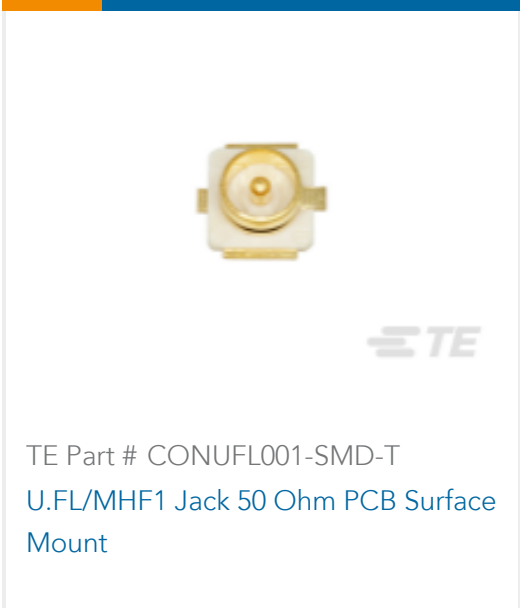 TE
TE Part # CONUFL001-SMD-T
U.FL/MHF1 Jack 50 Ohm PCB Surface
Mount